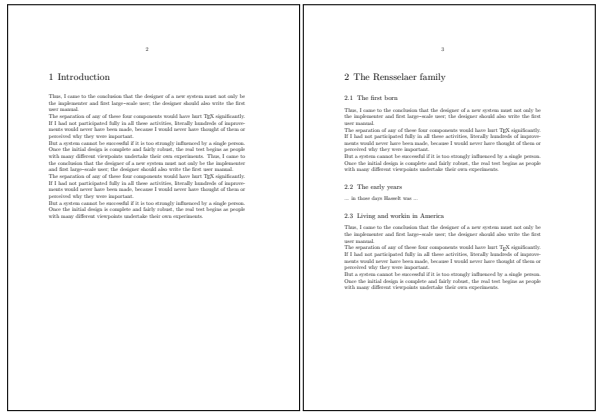 2
1 Introduction
Thus, I came to the conclusion that the designer of a new system must not only be
the implementer and first large–scale user; the designer should also write the first
user manual.
The separation of any of these four components would have hurt TEX significantly.
If I had not participated fully in all these activities, literally hundreds of improve-
ments would never have been made, because I would never have thought of them or
perceived why they were important.
But a system cannot be successful if it is too strongly influenced by a single person.
Once the initial design is complete and fairly robust, the real test begins as people
with many different viewpoints undertake their own experiments. Thus, I came to
the conclusion that the designer of a new system must not only be the implementer
and first large–scale user; the designer should also write the first user manual.
The separation of any of these four components would have hurt TEX significantly.
If I had not participated fully in all these activities, literally hundreds of improve-
ments would never have been made, because I would never have thought of them or
perceived why they were important.
But a system cannot be successful if it is too strongly influenced by a single person.
Once the initial design is complete and fairly robust, the real test begins as people
with many different viewpoints undertake their own experiments.
3
2 The Rensselaer family
2.1 The first born
Thus, I came to the conclusion that the designer of a new system must not only be
the implementer and first large–scale user; the designer should also write the first
user manual.
The separation of any of these four components would have hurt TEX significantly.
If I had not participated fully in all these activities, literally hundreds of improve-
ments would never have been made, because I would never have thought of them or
perceived why they were important.
But a system cannot be successful if it is too strongly influenced by a single person.
Once the initial design is complete and fairly robust, the real test begins as people
with many different viewpoints undertake their own experiments.
2.2 The early years
... in those days Hasselt was ...
2.3 Living and workin in America
Thus, I came to the conclusion that the designer of a new system must not only be
the implementer and first large–scale user; the designer should also write the first
user manual.
The separation of any of these four components would have hurt TEX significantly.
If I had not participated fully in all these activities, literally hundreds of improve-
ments would never have been made, because I would never have thought of them or
perceived why they were important.
But a system cannot be successful if it is too strongly influenced by a single person.
Once the initial design is complete and fairly robust, the real test begins as people
with many different viewpoints undertake their own experiments.